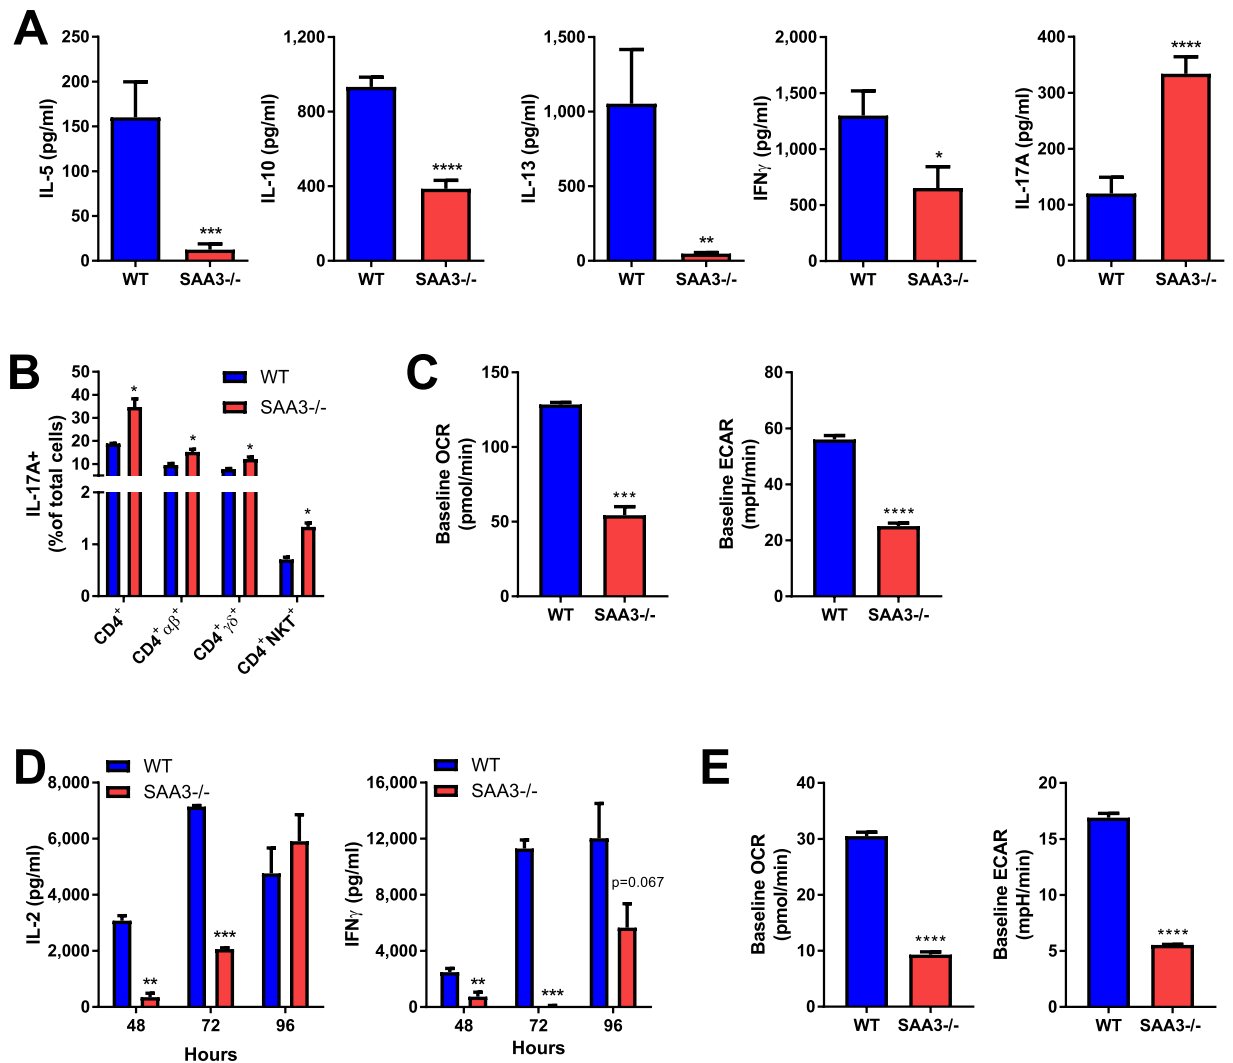 A
IL-5 (pg/ml)
250
200
150
100
50
0
***
WT
SAA3-/-
IL-10 (pg/ml)
1,200
800
400
0
****
WT
SAA3-/-
IL-13 (pg/ml)
1,500
1,000
500
0
**
WT
SAA3-/-
IFNγ (pg/ml)
2,000
1,500
1,000
500
0
*
WT
SAA3-/-
IL-17A (pg/ml)
400
300
200
100
0
****
WT
SAA3-/-
B
IL-17A+
(%of total cells)
50
40
30
20
10
2
1
0
WT
SAA3-/-
*
*
*
*
CD4⁺
CD4⁺αβ⁺
CD4⁺γδ⁺
CD4⁺NKT⁺
C
Baseline OCR
(pmol/min)
150
100
50
0
***
WT
SAA3-/-
Baseline ECAR
(mpH/min)
80
60
40
20
0
****
WT
SAA3-/-
D
WT
SAA3-/-
IL-2 (pg/ml)
8,000
6,000
4,000
2,000
0
**
***
48
72
96
Hours
WT
SAA3-/-
IFNγ (pg/ml)
16,000
12,000
8,000
4,000
0
**
***
p=0.067
48
72
96
Hours
E
Baseline OCR
(pmol/min)
40
30
20
10
0
****
WT
SAA3-/-
Baseline ECAR
(mpH/min)
20
15
10
5
0
****
WT
SAA3-/-